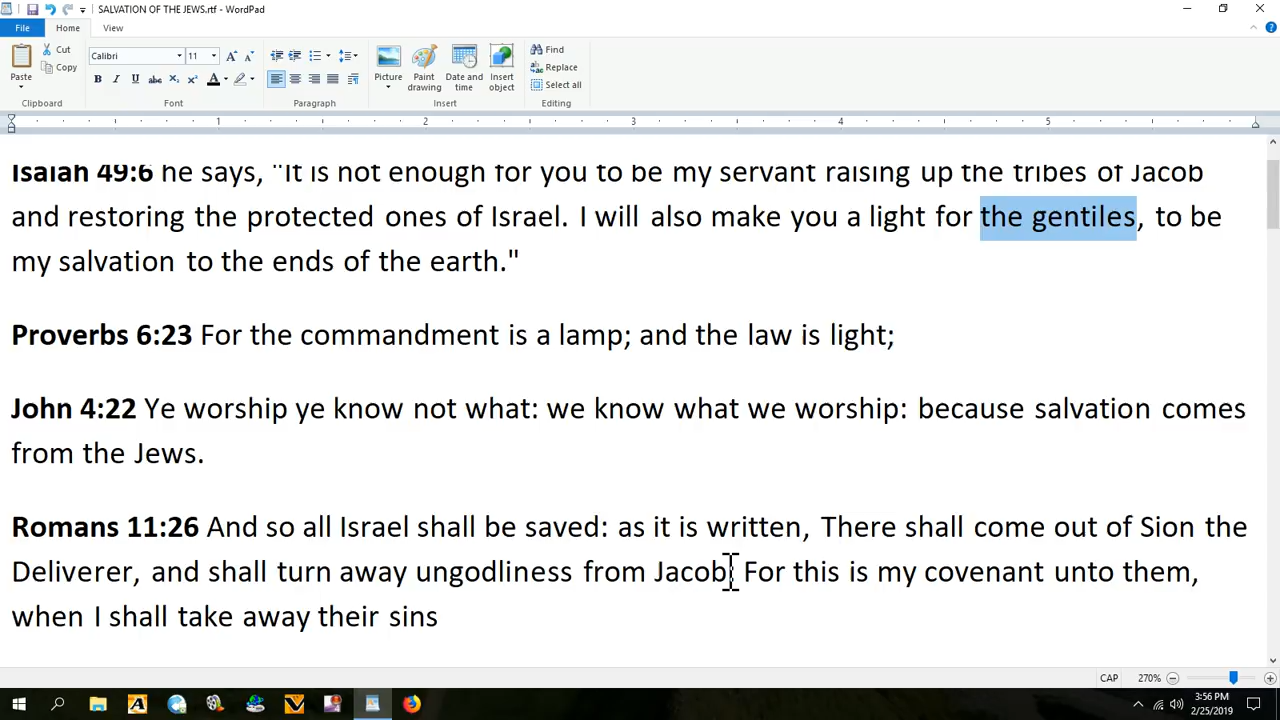 SALVATION OF THE JEWS.rtf - WordPad
File Home View
Paste
Cut
Copy
Clipboard
Calibri 11
B I U abc X₂ X² A
Font
Paragraph
Picture
Paint drawing
Date and time
Insert object
Insert
Find
Replace
Select all
Editing
1 2 3 4 5
Isaiah 49:6 he says, "It is not enough for you to be my servant raising up the tribes of Jacob
and restoring the protected ones of Israel. I will also make you a light for the gentiles, to be
my salvation to the ends of the earth."
Proverbs 6:23 For the commandment is a lamp; and the law is light;
John 4:22 Ye worship ye know not what: we know what we worship: because salvation comes
from the Jews.
Romans 11:26 And so all Israel shall be saved: as it is written, There shall come out of Sion the
Deliverer, and shall turn away ungodliness from Jacob: For this is my covenant unto them,
when I shall take away their sins
CAP 270%
3:56 PM
2/25/2019